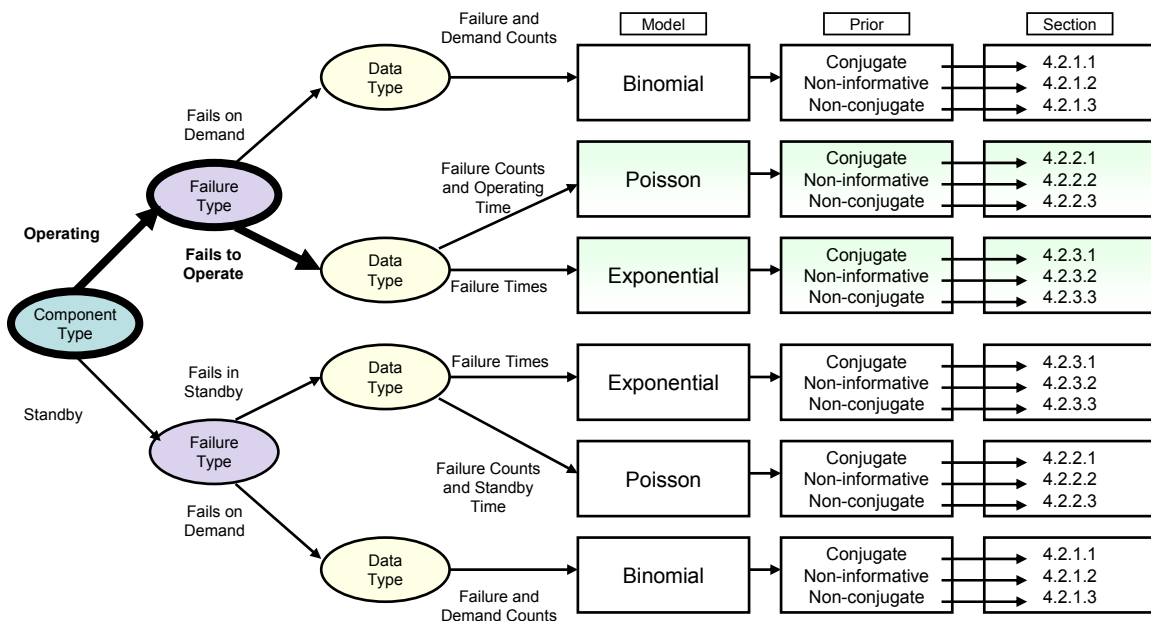 Failure and
Demand Counts
Model
Prior
Section
Data
Type
Binomial
Conjugate
Non-informative
Non-conjugate
4.2.1.1
4.2.1.2
4.2.1.3
Fails on
Demand
Failure
Type
Failure Counts
and Operating
Time
Poisson
Conjugate
Non-informative
Non-conjugate
4.2.2.1
4.2.2.2
4.2.2.3
Operating
Fails to
Operate
Data
Type
Failure Times
Exponential
Conjugate
Non-informative
Non-conjugate
4.2.3.1
4.2.3.2
4.2.3.3
Component
Type
Standby
Fails in
Standby
Data
Type
Failure Times
Exponential
Conjugate
Non-informative
Non-conjugate
4.2.3.1
4.2.3.2
4.2.3.3
Failure
Type
Failure Counts
and Standby
Time
Poisson
Conjugate
Non-informative
Non-conjugate
4.2.2.1
4.2.2.2
4.2.2.3
Fails on
Demand
Data
Type
Failure and
Demand Counts
Binomial
Conjugate
Non-informative
Non-conjugate
4.2.1.1
4.2.1.2
4.2.1.3